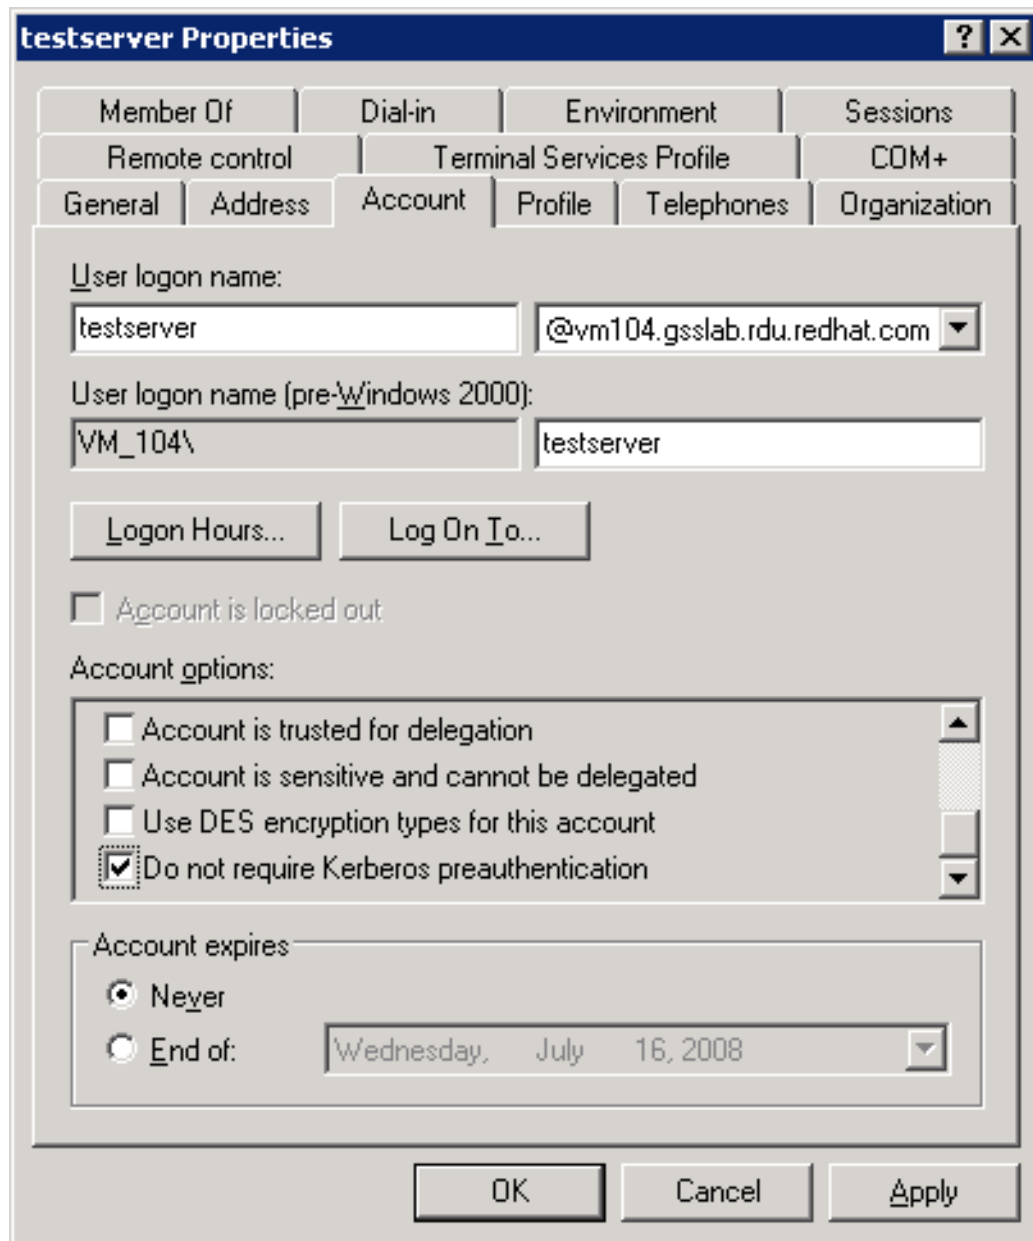 testserver Properties
Member Of Dial-in Environment Sessions
Remote control Terminal Services Profile COM+
General Address Account Profile Telephones Organization
User logon name:
testserver @vm104.gsslab.rdu.redhat.com
User logon name (pre-Windows 2000):
VM_104\ testserver
Logon Hours... Log On To...
Account is locked out
Account options:
Account is trusted for delegation
Account is sensitive and cannot be delegated
Use DES encryption types for this account
Do not require Kerberos preauthentication
Account expires
Never
End of: Wednesday, July 16, 2008
OK Cancel Apply